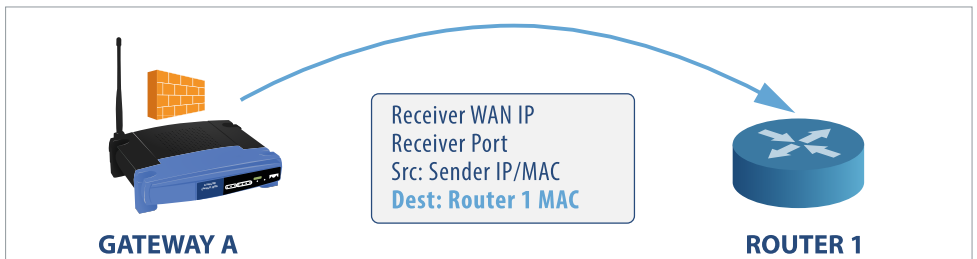 Receiver WAN IP
Receiver Port
Src: Sender IP/MAC
Dest: Router 1 MAC
GATEWAY A
ROUTER 1